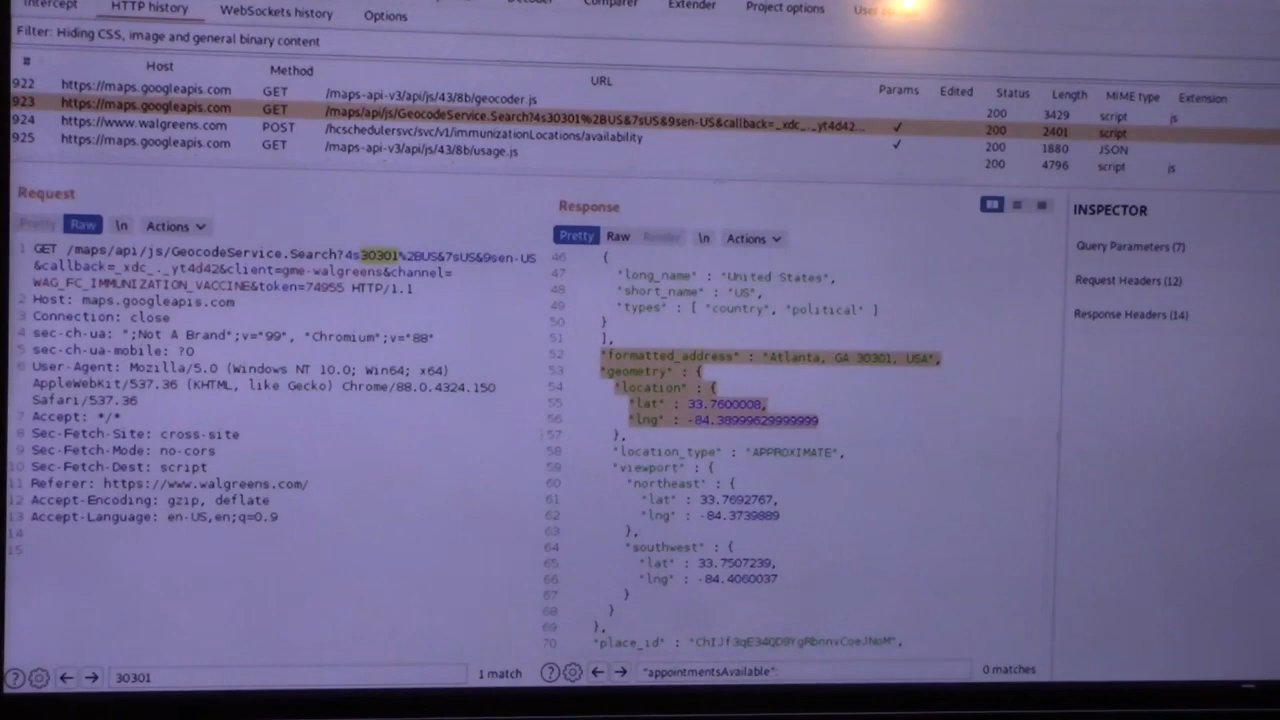 Intercept HTTP history WebSockets history Options Comparer Extender Project options User
Filter: Hiding CSS, image and general binary content
# Host Method URL Params Edited Status Length MIME type Extension
922 https://maps.googleapis.com GET /maps-api-v3/api/js/43/8b/geocoder.js 200 3429 script js
923 https://maps.googleapis.com GET /maps/api/js/GeocodeService.Search?4s30301%2BUS&7sUS&9sen-US&callback=_xdc_._yt4d42... ✓ 200 2401 script
924 https://www.walgreens.com POST /hcschedulersvc/svc/v1/immunizationLocations/availability ✓ 200 1880 JSON
925 https://maps.googleapis.com GET /maps-api-v3/api/js/43/8b/usage.js 200 4796 script js
Request
Pretty Raw \n Actions
1 GET /maps/api/js/GeocodeService.Search?4s30301%2BUS&7sUS&9sen-US
&callback=_xdc_._yt4d42&client=gme-walgreens&channel=
WAG_FC_IMMUNIZATION_VACCINE&token=74955 HTTP/1.1
2 Host: maps.googleapis.com
3 Connection: close
4 sec-ch-ua: ";Not A Brand";v="99", "Chromium";v="88"
5 sec-ch-ua-mobile: ?0
6 User-Agent: Mozilla/5.0 (Windows NT 10.0; Win64; x64)
AppleWebKit/537.36 (KHTML, like Gecko) Chrome/88.0.4324.150
Safari/537.36
7 Accept: */*
8 Sec-Fetch-Site: cross-site
9 Sec-Fetch-Mode: no-cors
10 Sec-Fetch-Dest: script
11 Referer: https://www.walgreens.com/
12 Accept-Encoding: gzip, deflate
13 Accept-Language: en-US,en;q=0.9
14
15
30301 1 match
Response
Pretty Raw Render \n Actions
46 {
47 "long_name" : "United States",
48 "short_name" : "US",
49 "types" : [ "country", "political" ]
50 }
51 ],
52 "formatted_address" : "Atlanta, GA 30301, USA",
53 "geometry" : {
54 "location" : {
55 "lat" : 33.7600008,
56 "lng" : -84.38999629999999
57 },
58 "location_type" : "APPROXIMATE",
59 "viewport" : {
60 "northeast" : {
61 "lat" : 33.7692767,
62 "lng" : -84.3739889
63 },
64 "southwest" : {
65 "lat" : 33.7507239,
66 "lng" : -84.4060037
67 }
68 }
69 },
70 "place_id" :
"appointmentsAvailable": 0 matches
INSPECTOR
Query Parameters (7)
Request Headers (12)
Response Headers (14)